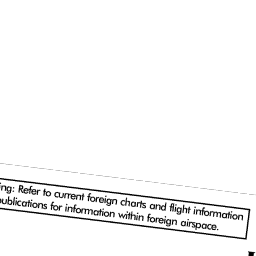 ing: Refer to current foreign charts and flight information
publications for information within foreign airspace.